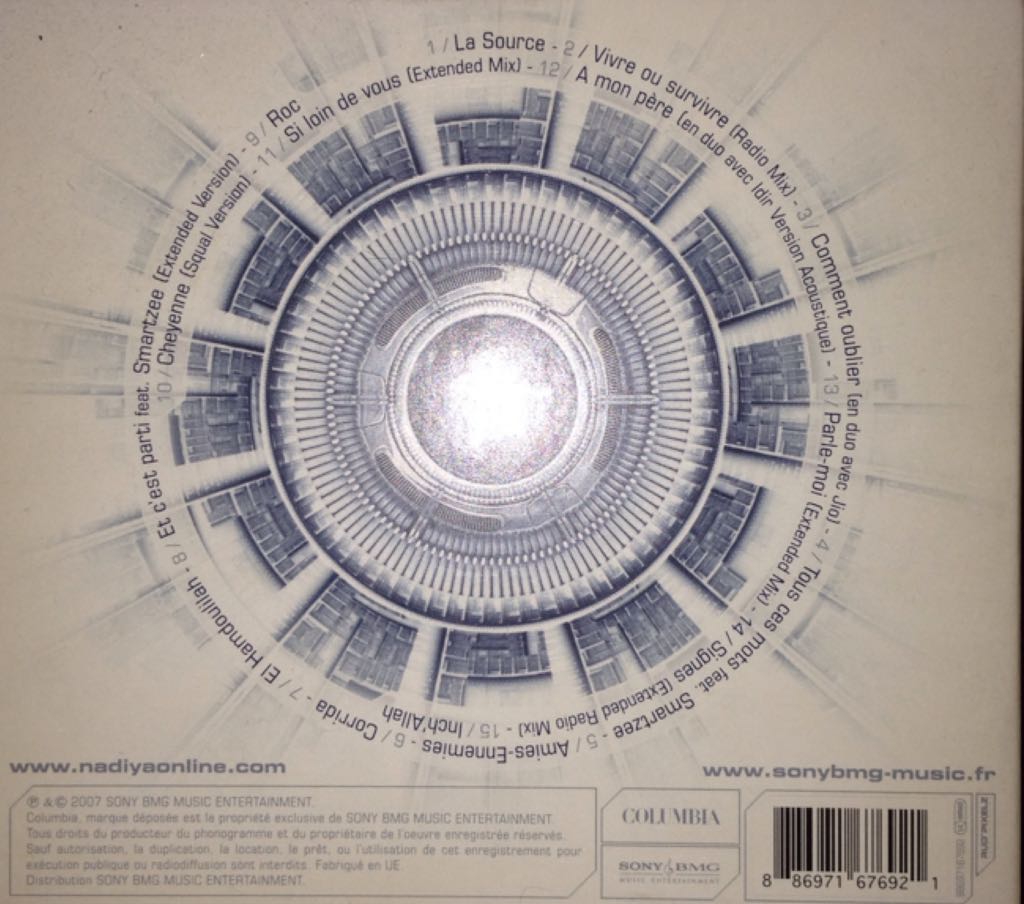 1 / La Source - 2 / Vivre ou survivre (Radio Mix) - 3 / Comment oublier (en duo avec Jio) - 4 / Tous ces mots feat. Smartzee - 5 / Amies-Ennemies - 6 / Corrida - 7 / El Hamdoulillah - 8 / Et c'est parti feat. Smartzee (Extended Version) - 9 / Roc
10 / Cheyenne (Squal Version) - 11 / Si loin de vous (Extended Mix) - 12 / A mon père (en duo avec Idir Version Acoustique) - 13 / Parle-moi (Extended Mix) - 14 / Signes (Extended Radio Mix) - 15 / Inch'Allah
www.nadiyaonline.com
www.sonybmg-music.fr
℗ & © 2007 SONY BMG MUSIC ENTERTAINMENT.
Columbia, marque déposée est la propriété exclusive de SONY BMG MUSIC ENTERTAINMENT.
Tous droits du producteur du phonogramme et du propriétaire de l'oeuvre enregistrée réservés.
Sauf autorisation, la duplication, la location, le prêt, ou l'utilisation de cet enregistrement pour
exécution publique ou radiodiffusion sont interdits. Fabriqué en UE.
Distribution SONY BMG MUSIC ENTERTAINMENT.
COLUMBIA
SONY BMG
MUSIC ENTERTAINMENT
8 86971 67692 1